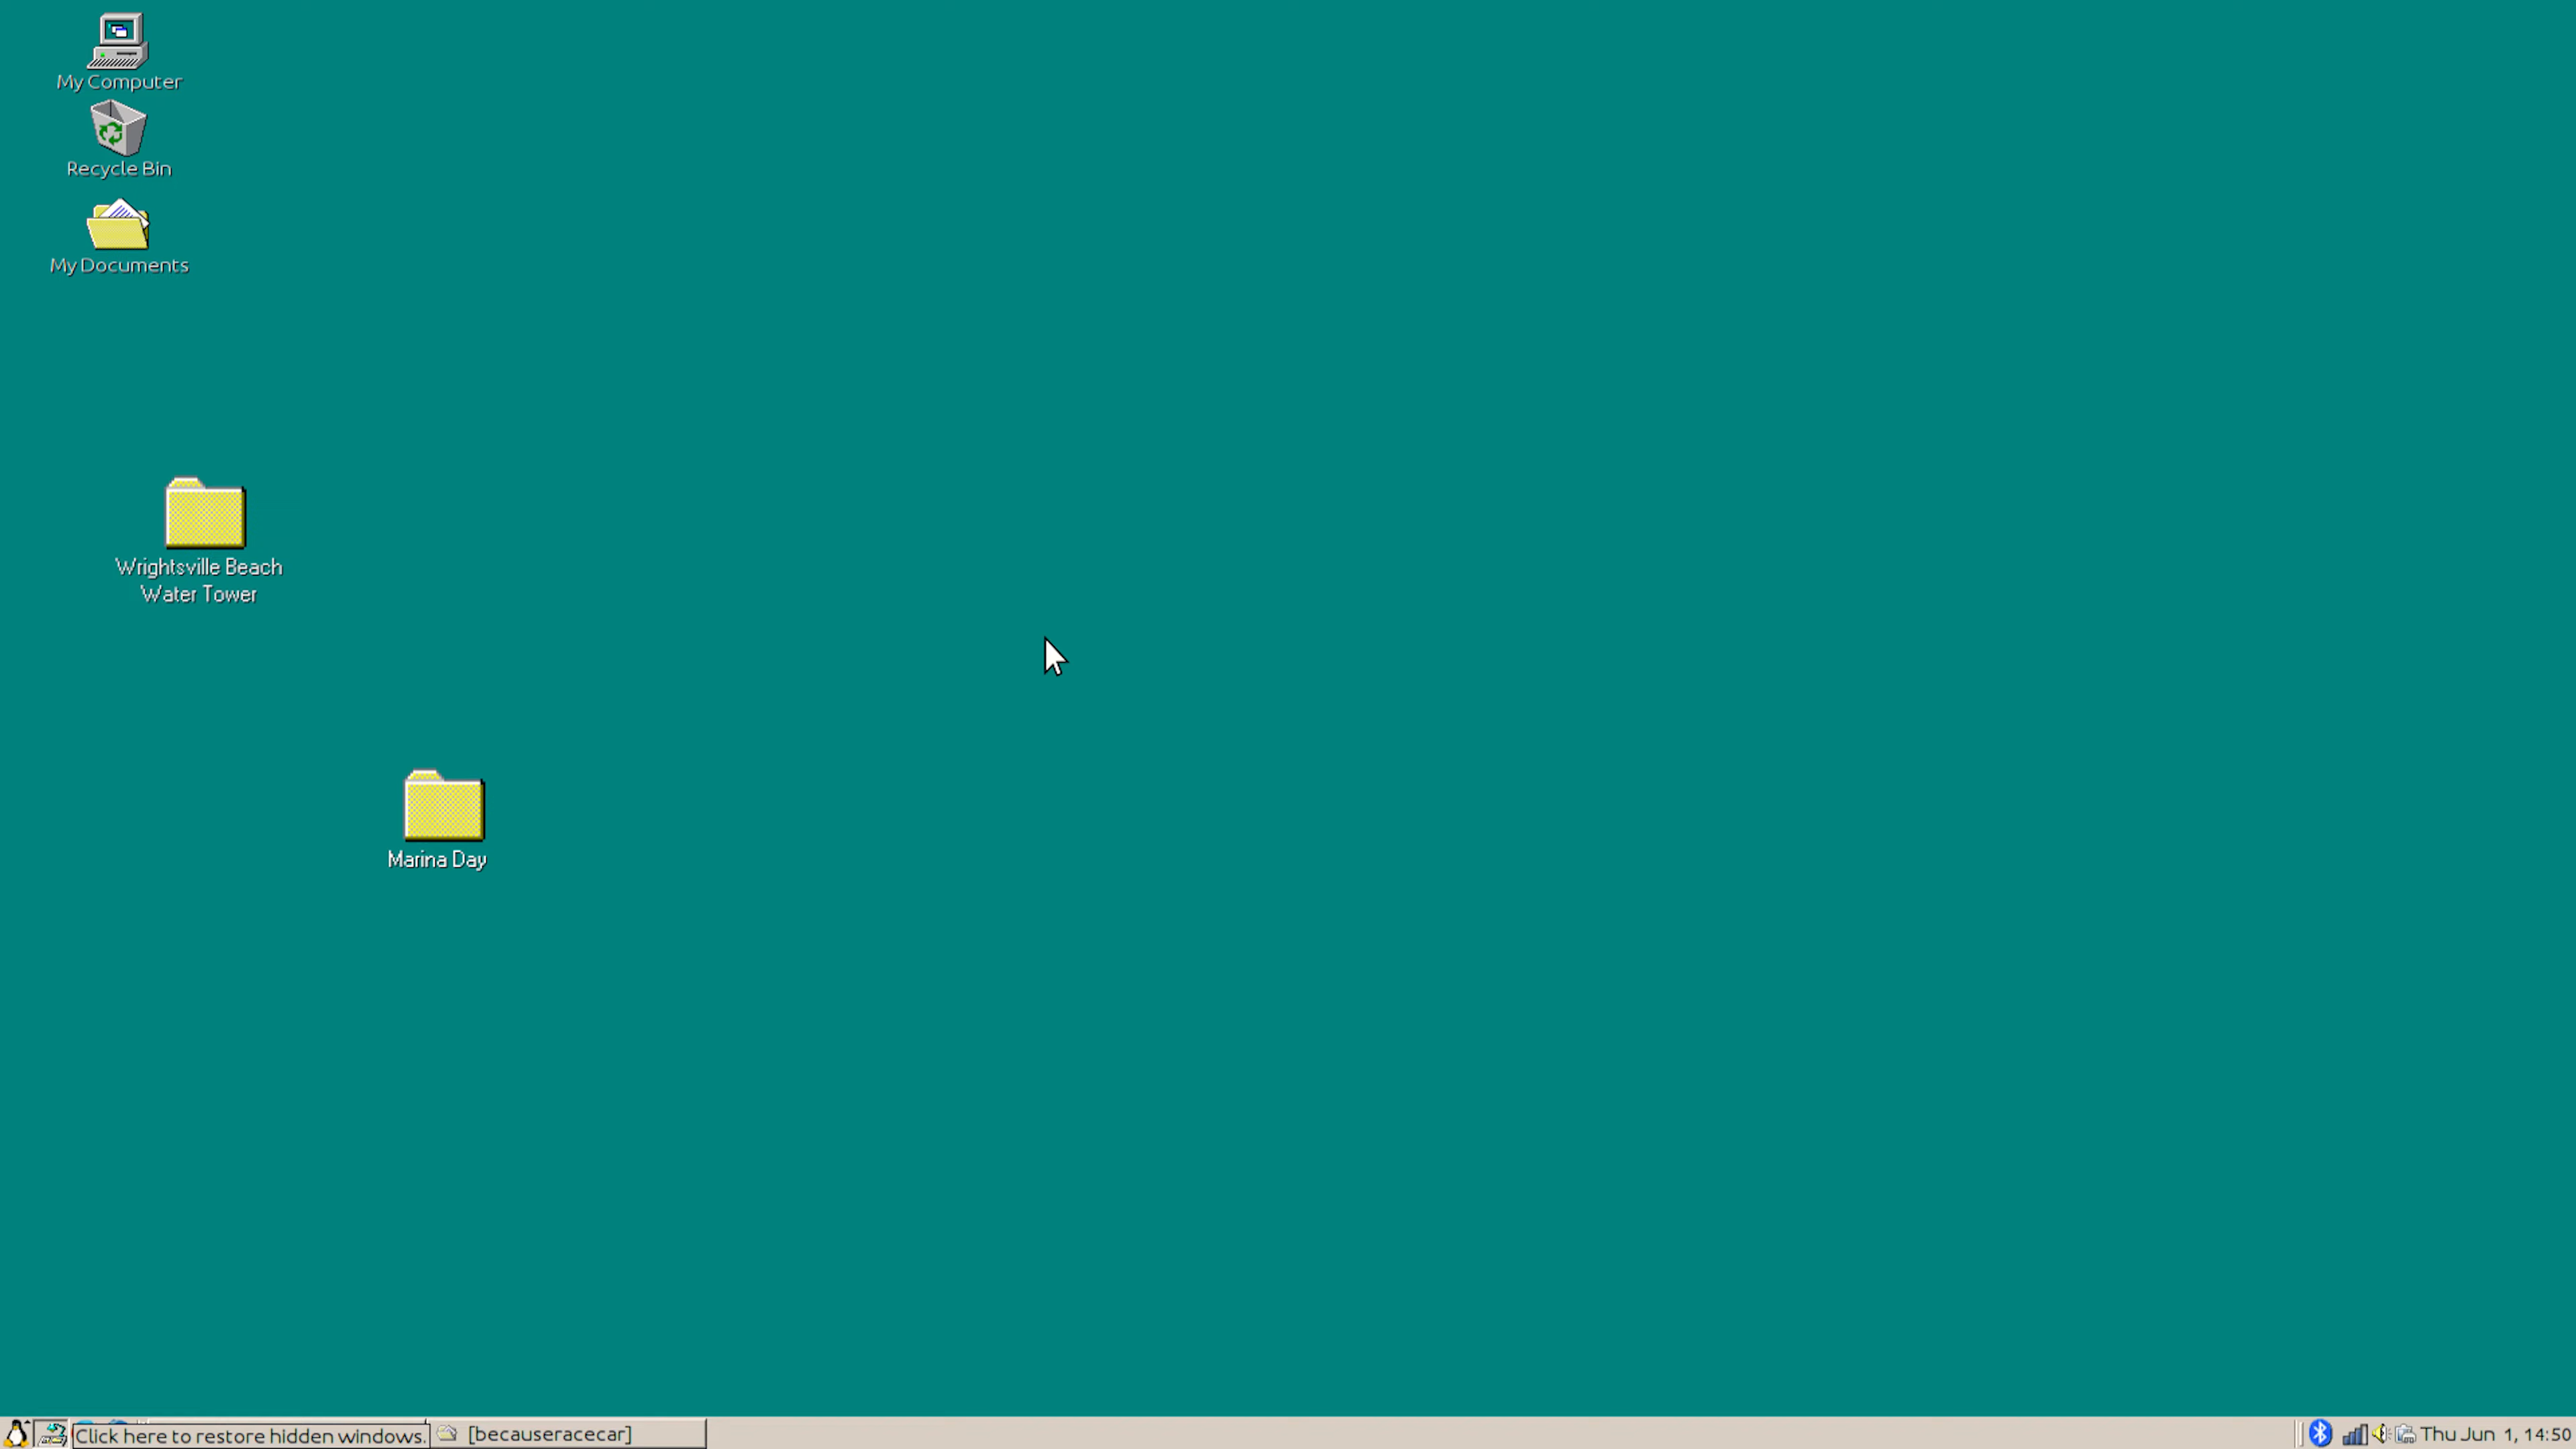 My Computer
Recycle Bin
My Documents
Wrightsville Beach
Water Tower
Marina Day
Click here to restore hidden windows.
[becauseracecar]
Thu Jun 1, 14:50